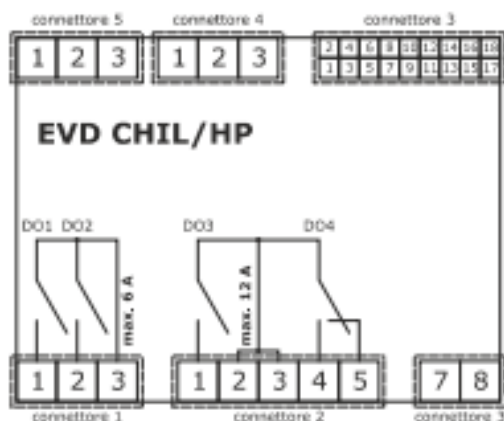 connettore 5
connettore 4
connettore 3
1 2 3
1 2 3
2 4 6 8 10 12 14 16 18
1 3 5 7 9 11 13 15 17
EVD CHIL/HP
DO1 DO2
DO3
DO4
max. 6 A
max. 12 A
1 2 3
1 2 3 4 5
7 8
connettore 1
connettore 2
connettore 3